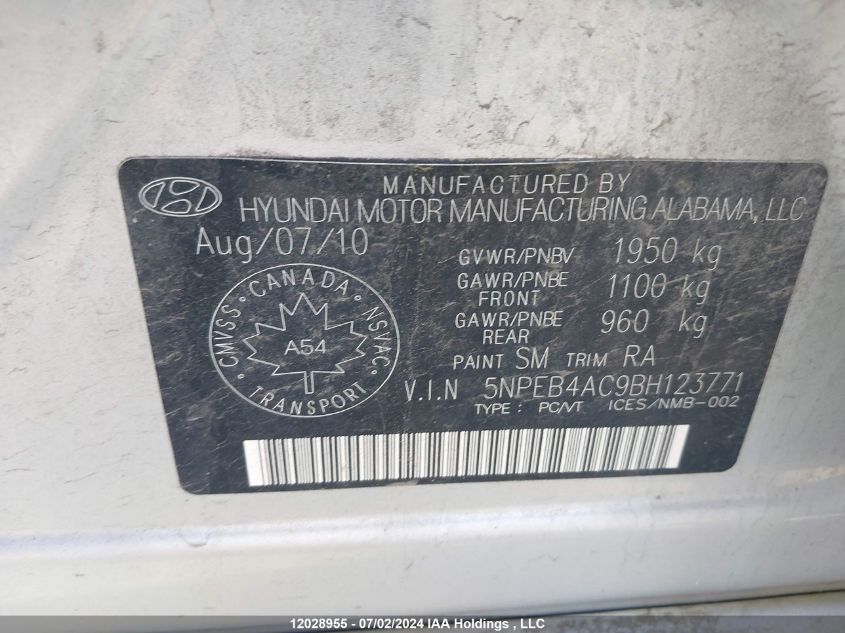 MANUFACTURED BY
HYUNDAI MOTOR MANUFACTURING ALABAMA, LLC
Aug/07/10
GVWR/PNBV 1950 kg
GAWR/PNBE FRONT 1100 kg
GAWR/PNBE REAR 960 kg
PAINT SM TRIM RA
V.I.N 5NPEB4AC9BH123771
TYPE : PC/VT ICES/NMB-002
CMVSS · CANADA · NSVAC · TRANSPORT ·
A54
12028955 - 07/02/2024 IAA Holdings , LLC